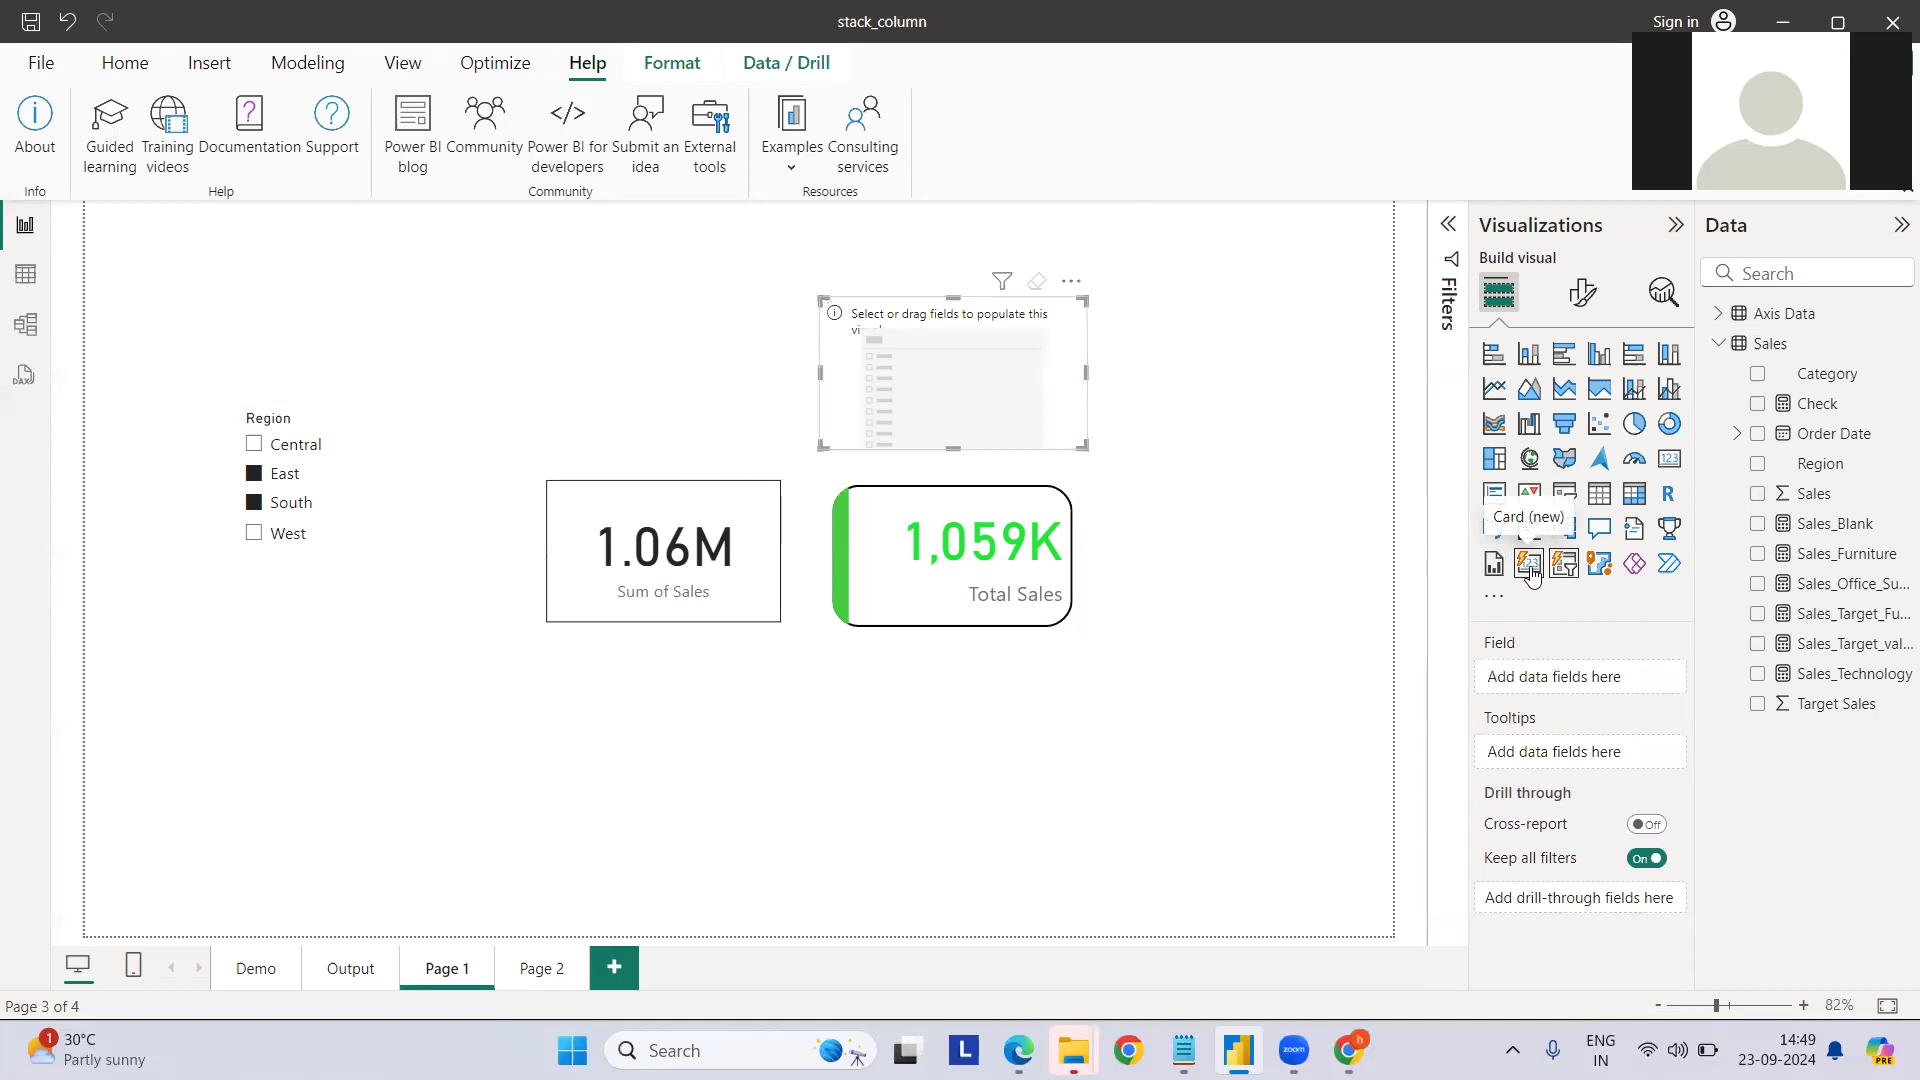 stack_column
Sign in
File
Home
Insert
Modeling
View
Optimize
Help
Format
Data / Drill
About
Guided learning
Training videos
Documentation
Support
Power BI blog
Community
Power BI for developers
Submit an idea
External tools
Examples
Consulting services
Info
Help
Community
Resources
Select or drag fields to populate this
Region
Central
East
South
West
1.06M
Sum of Sales
1,059K
Total Sales
Filters
Visualizations
Build visual
Card (new)
Field
Add data fields here
Tooltips
Add data fields here
Drill through
Cross-report
Off
Keep all filters
On
Add drill-through fields here
Data
Search
Axis Data
Sales
Category
Check
Order Date
Region
Sales
Sales_Blank
Sales_Furniture
Sales_Office_Su...
Sales_Target_Fu...
Sales_Target_val...
Sales_Technology
Target Sales
Demo
Output
Page 1
Page 2
Page 3 of 4
82%
1
30°C
Partly sunny
Search
L
zoom
h
ENG
IN
14:49
23-09-2024
PRE